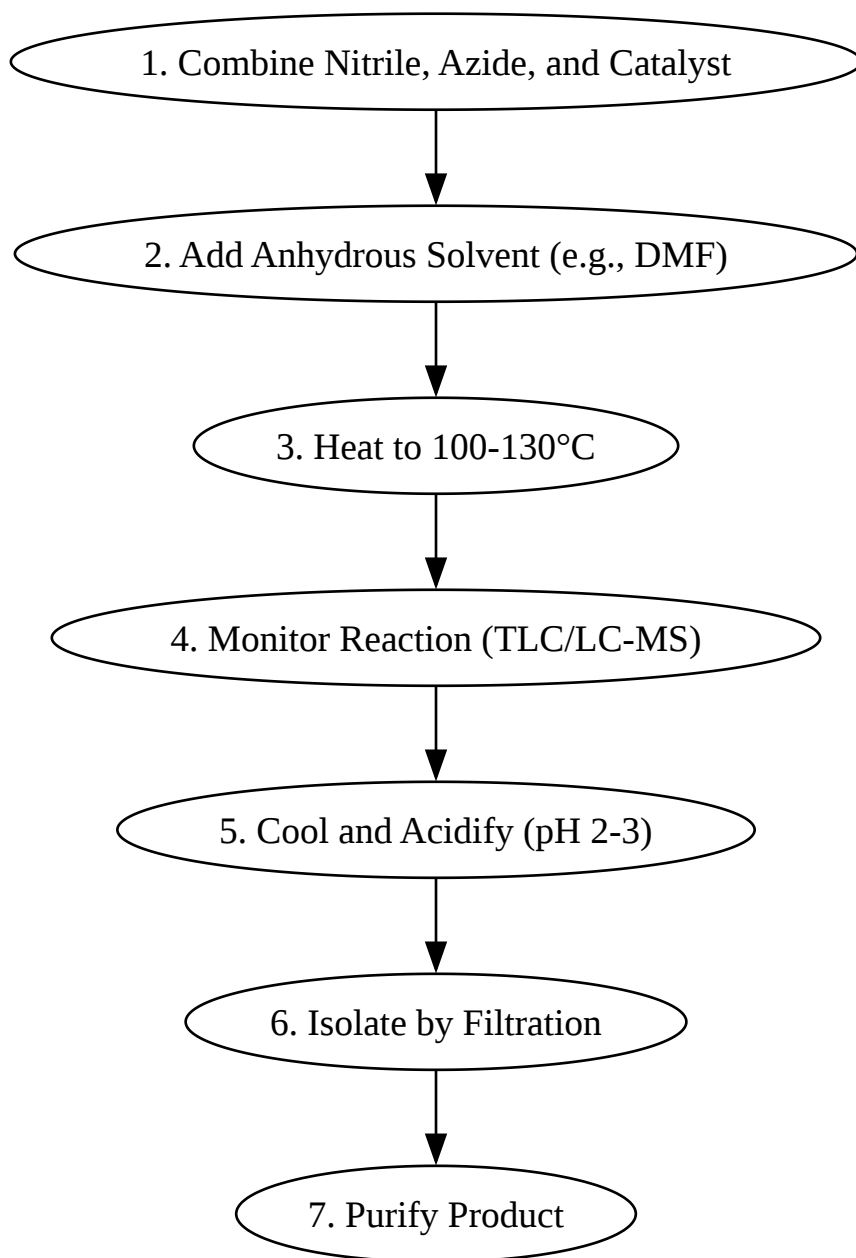 1. Combine Nitrile, Azide, and Catalyst
2. Add Anhydrous Solvent (e.g., DMF)
3. Heat to 100-130°C
4. Monitor Reaction (TLC/LC-MS)
5. Cool and Acidify (pH 2-3)
6. Isolate by Filtration
7. Purify Product